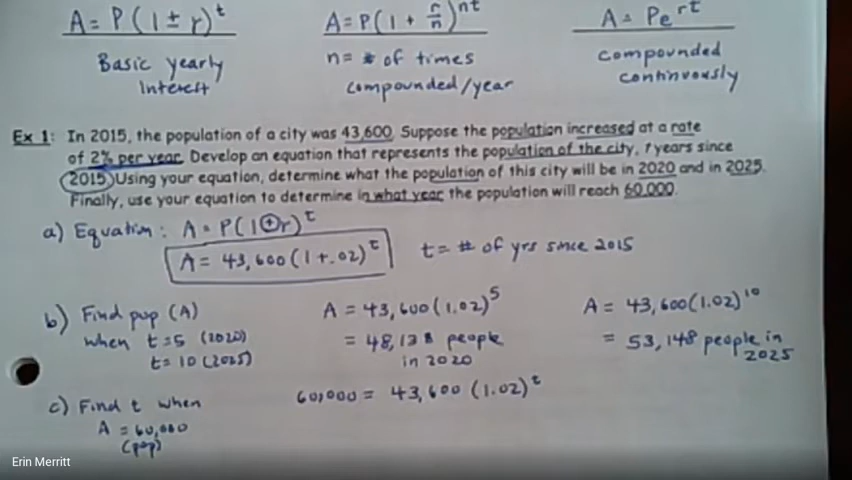 A = P(1 ± r)^t
A = P(1 + r/n)^nt
A = Pe^rt
Basic yearly
Interest
n = # of times
compounded/year
compounded
continuously
Ex 1: In 2015, the population of a city was 43,600. Suppose the population increased at a rate
of 2% per year. Develop an equation that represents the population of the city, t years since
2015. Using your equation, determine what the population of this city will be in 2020 and in 2025.
Finally, use your equation to determine in what year the population will reach 60,000.
a) Equation: A = P(1+r)^t
A = 43,600(1+.02)^t
t = # of yrs since 2015
b) Find pop (A)
when t=5 (2020)
t=10 (2025)
A = 43,600(1.02)^5
= 48,138 people
in 2020
A = 43,600(1.02)^10
= 53,148 people in
2025
c) Find t when
A = 60,000
(pop)
60,000 = 43,600(1.02)^t
Erin Merritt